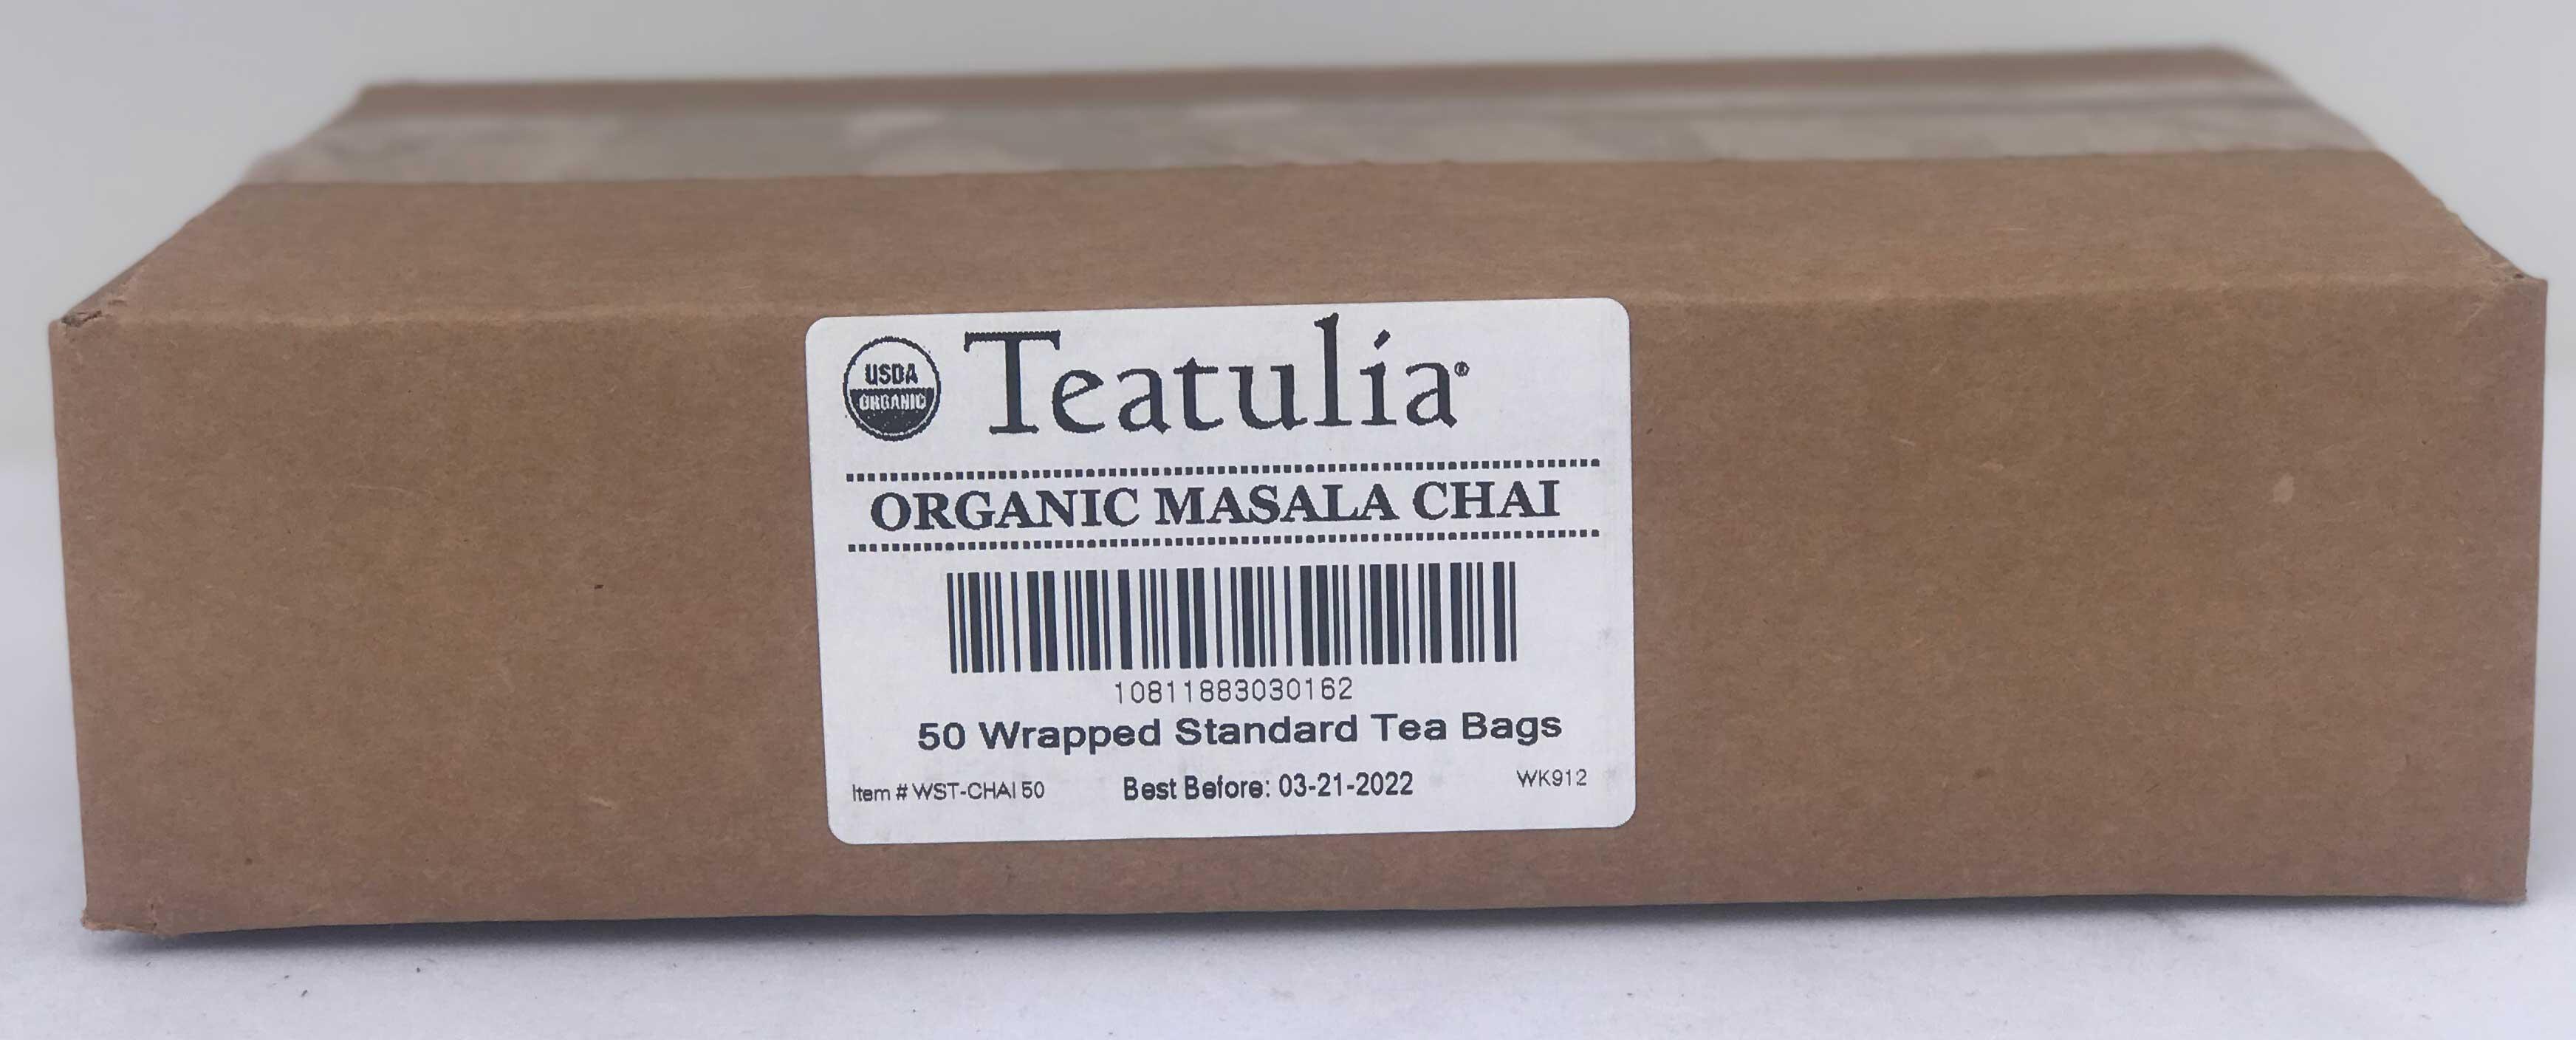 USDA
ORGANIC
Teatulia®
ORGANIC MASALA CHAI
10811883030162
50 Wrapped Standard Tea Bags
Item # WST-CHAI 50 Best Before: 03-21-2022 WK912